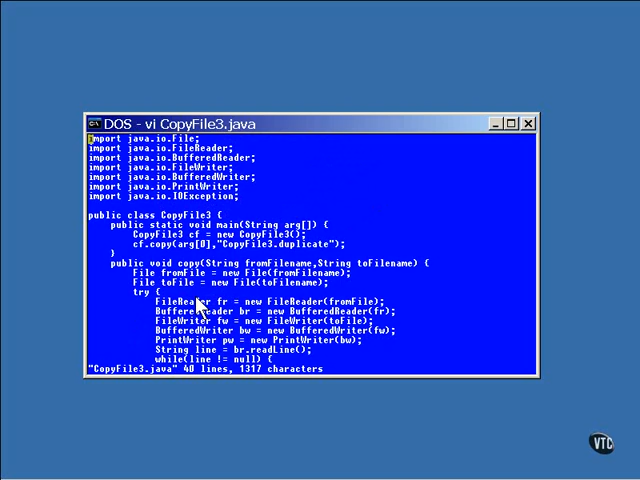 DOS - vi CopyFile3.java
import java.io.File;
import java.io.FileReader;
import java.io.BufferedReader;
import java.io.FileWriter;
import java.io.BufferedWriter;
import java.io.PrintWriter;
import java.io.IOException;
public class CopyFile3 {
public static void main(String arg[]) {
CopyFile3 cf = new CopyFile3();
cf.copy(arg[0],"CopyFile3.duplicate");
}
public void copy(String fromFilename,String toFilename) {
File fromFile = new File(fromFilename);
File toFile = new File(toFilename);
try {
FileReader fr = new FileReader(fromFile);
BufferedReader br = new BufferedReader(fr);
FileWriter fw = new FileWriter(toFile);
BufferedWriter bw = new BufferedWriter(fw);
PrintWriter pw = new PrintWriter(bw);
String line = br.readLine();
while(line != null) {
"CopyFile3.java" 40 lines, 1317 characters
VTC